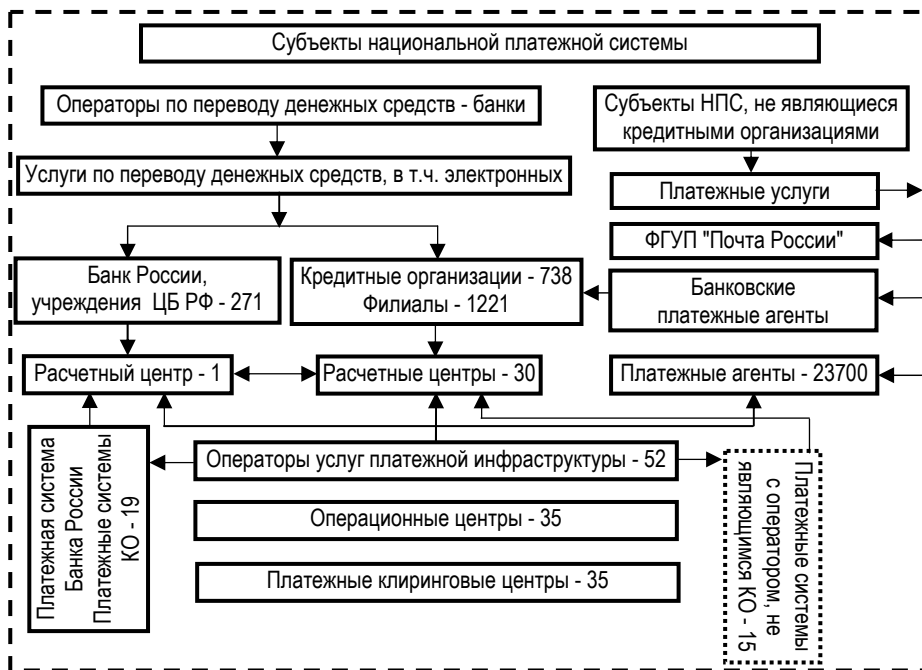 Субъекты национальной платежной системы
Операторы по переводу денежных средств - банки
Субъекты НПС, не являющиеся
кредитными организациями
Услуги по переводу денежных средств, в т.ч. электронных
Платежные услуги
ФГУП "Почта России"
Банк России,
учреждения ЦБ РФ - 271
Кредитные организации - 738
Филиалы - 1221
Банковские
платежные агенты
Расчетный центр - 1
Расчетные центры - 30
Платежные агенты - 23700
Платежная система
Банка России
Платежные системы
КО - 19
Операторы услуг платежной инфраструктуры - 52
Операционные центры - 35
Платежные клиринговые центры - 35
Платежные системы
с оператором, не
являющимся КО - 15